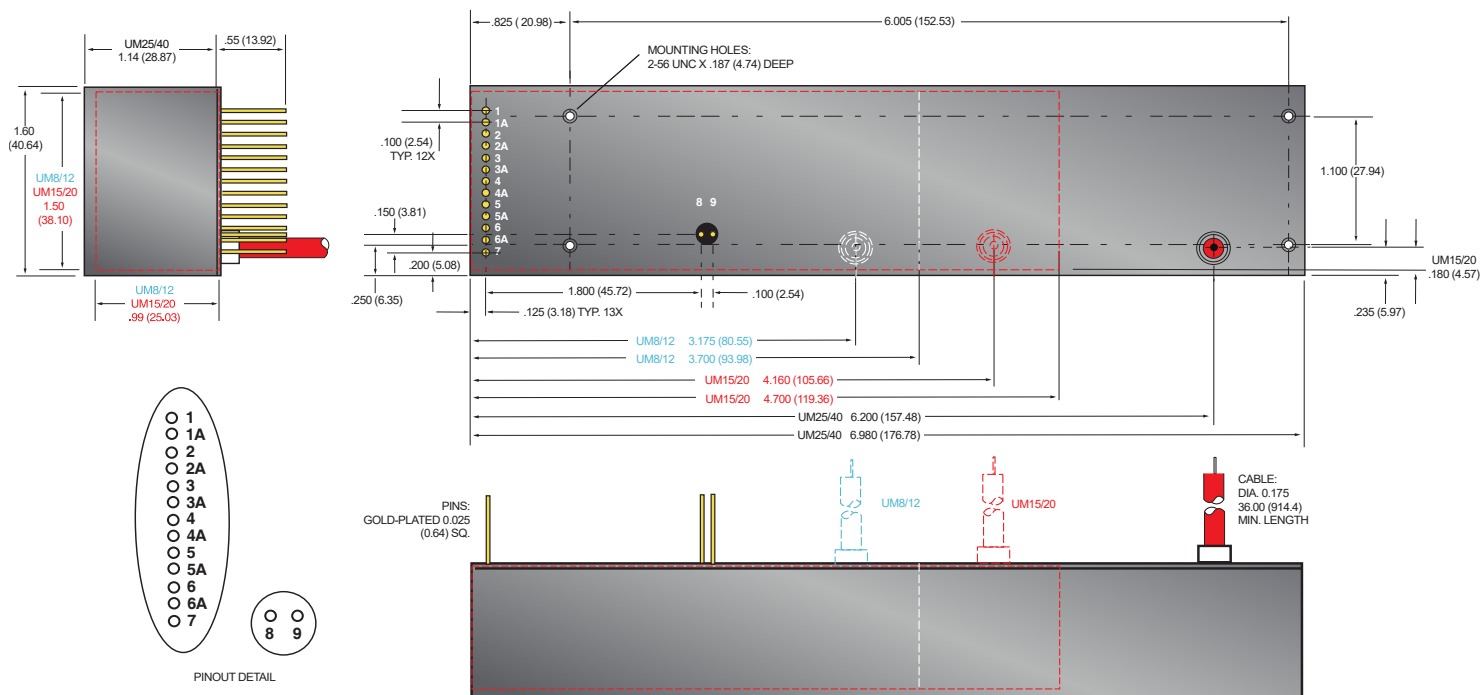 UM25/40
1.14 (28.87)
.55 (13.92)
1.60
(40.64)
UM8/12
UM15/20
1.50
(38.10)
UM8/12
UM15/20
.99 (25.03)
.825 (20.98)
6.005 (152.53)
MOUNTING HOLES:
2-56 UNC X .187 (4.74) DEEP
1
1A
2
2A
3
3A
4
4A
5
5A
6
6A
7
.100 (2.54)
TYP. 12X
.150 (3.81)
8 9
1.100 (27.94)
.200 (5.08)
.250 (6.35)
1.800 (45.72)
.100 (2.54)
.125 (3.18) TYP. 13X
UM15/20
.180 (4.57)
.235 (5.97)
UM8/12 3.175 (80.55)
UM8/12 3.700 (93.98)
UM15/20 4.160 (105.66)
UM15/20 4.700 (119.36)
UM25/40 6.200 (157.48)
UM25/40 6.980 (176.78)
1
1A
2
2A
3
3A
4
4A
5
5A
6
6A
7
8 9
PINOUT DETAIL
PINS:
GOLD-PLATED 0.025
(0.64) SQ.
UM8/12
UM15/20
CABLE:
DIA. 0.175
36.00 (914.4)
MIN. LENGTH